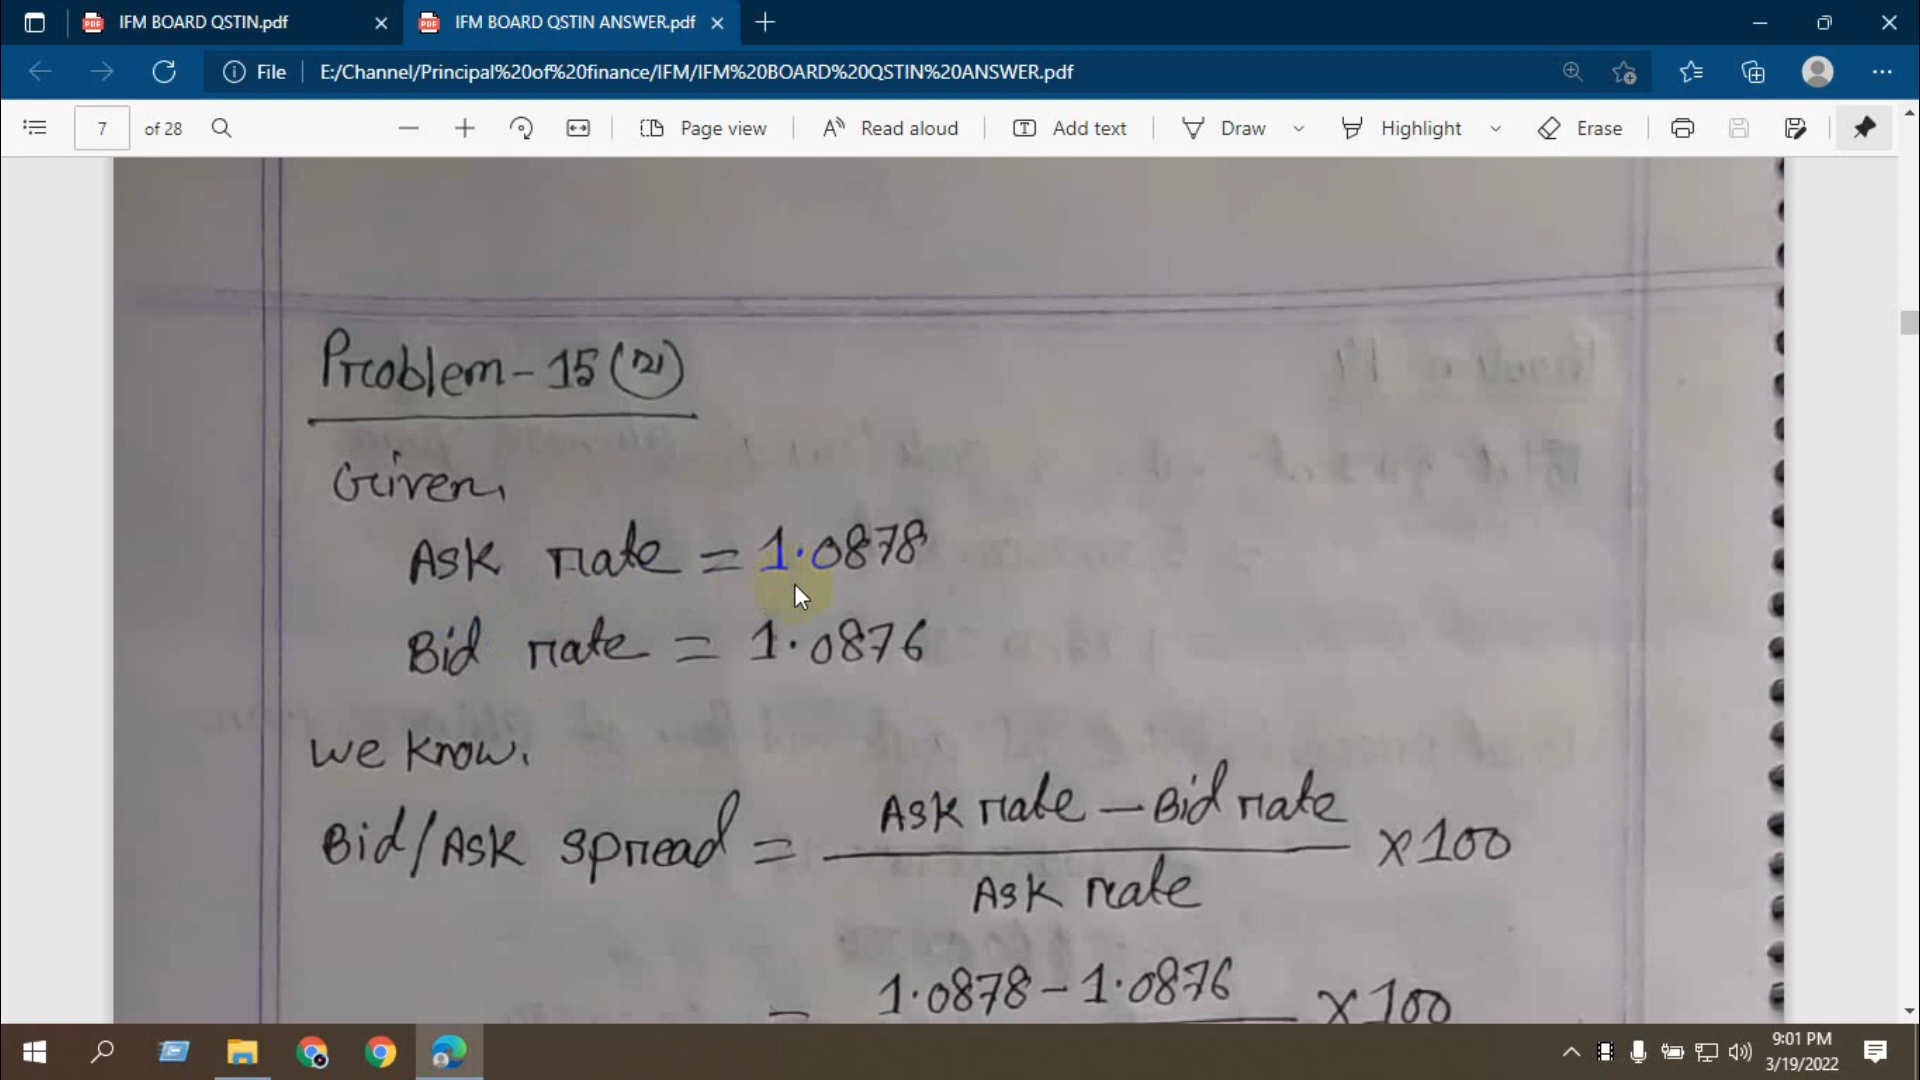 IFM BOARD QSTIN.pdf
IFM BOARD QSTIN ANSWER.pdf
File
E:/Channel/Principal%20of%20finance/IFM/IFM%20BOARD%20QSTIN%20ANSWER.pdf
7 of 28
Page view
Read aloud
Add text
Draw
Highlight
Erase
Problem-15(কা)
Given,
Ask rate = 1.0878
Bid rate = 1.0876
We know,
Bid/Ask spread = Ask rate - Bid rate
Ask rate
×100
= 1.0878 - 1.0876 ×100
9:01 PM
3/19/2022